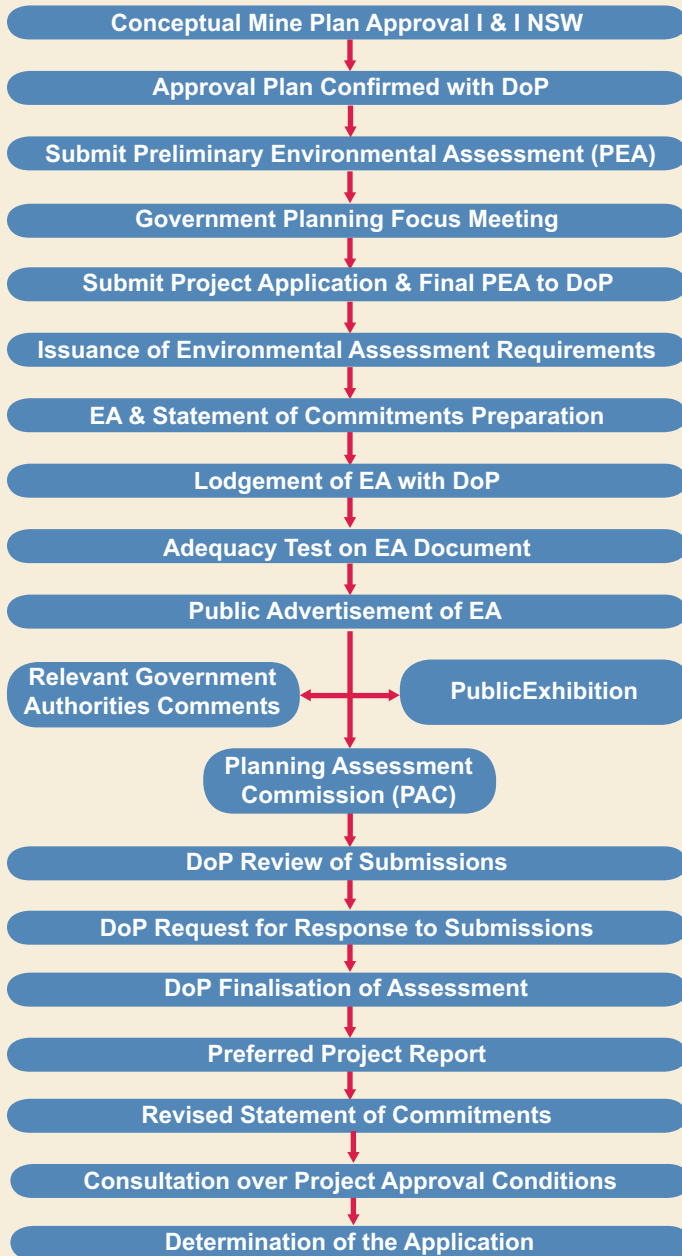 Conceptual Mine Plan Approval I & I NSW
Approval Plan Confirmed with DoP
Submit Preliminary Environmental Assessment (PEA)
Government Planning Focus Meeting
Submit Project Application & Final PEA to DoP
Issuance of Environmental Assessment Requirements
EA & Statement of Commitments Preparation
Lodgement of EA with DoP
Adequacy Test on EA Document
Public Advertisement of EA
Relevant Government
Authorities Comments
PublicExhibition
Planning Assessment
Commission (PAC)
DoP Review of Submissions
DoP Request for Response to Submissions
DoP Finalisation of Assessment
Preferred Project Report
Revised Statement of Commitments
Consultation over Project Approval Conditions
Determination of the Application